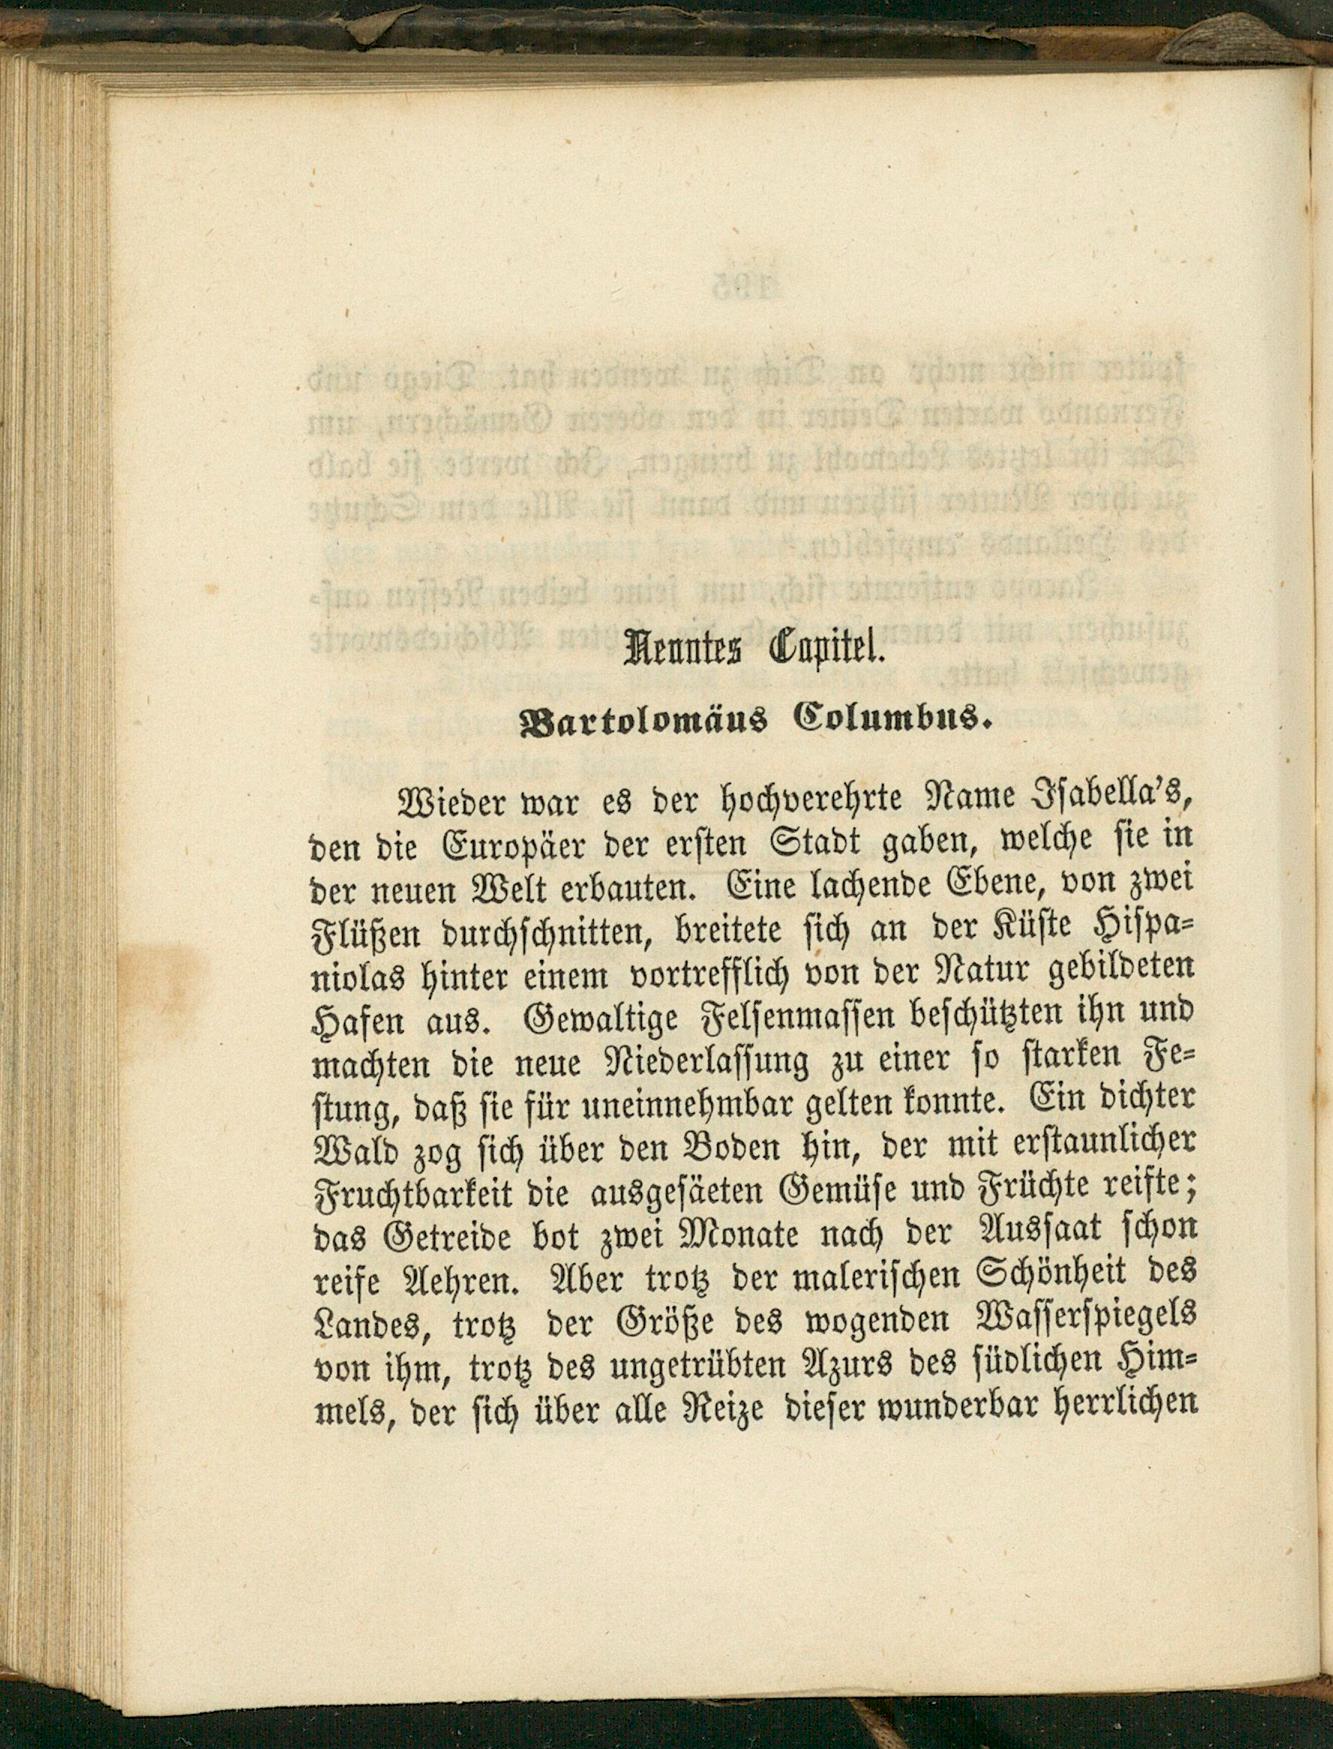 Neuntes Capitel.
Bartolomäus Columbus.
Wieder war es der hochverehrte Name Isabella's,
den die Europäer der ersten Stadt gaben, welche sie in
der neuen Welt erbauten. Eine lachende Ebene, von zwei
Flüßen durchschnitten, breitete sich an der Küste Hispa-
niolas hinter einem vortrefflich von der Natur gebildeten
Hafen aus. Gewaltige Felsenmassen beschützten ihn und
machten die neue Niederlassung zu einer so starken Fe-
stung, daß sie für uneinnehmbar gelten konnte. Ein dichter
Wald zog sich über den Boden hin, der mit erstaunlicher
Fruchtbarkeit die ausgesäeten Gemüse und Früchte reifte;
das Getreide bot zwei Monate nach der Aussaat schon
reife Aehren. Aber trotz der malerischen Schönheit des
Landes, trotz der Größe des wogenden Wasserspiegels
von ihm, trotz des ungetrübten Azurs des südlichen Him-
mels, der sich über alle Reize dieser wunderbar herrlichen